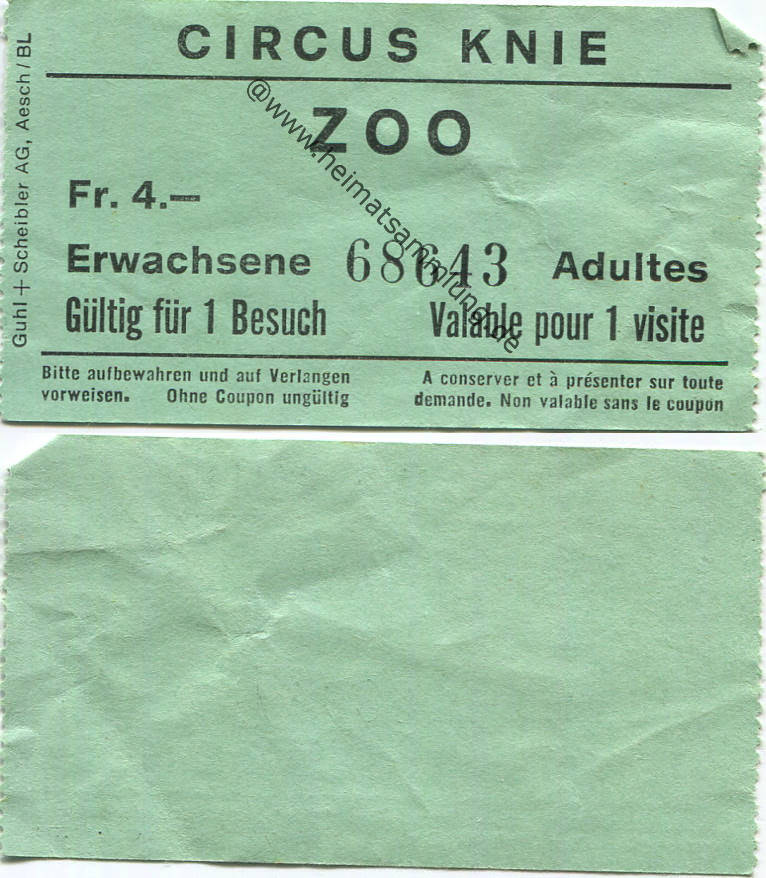 CIRCUS KNIE
ZOO
Fr. 4.—
Erwachsene 68643 Adultes
Gültig für 1 Besuch Valable pour 1 visite
Bitte aufbewahren und auf Verlangen
vorweisen. Ohne Coupon ungültig
A conserver et à présenter sur toute
demande. Non valable sans le coupon
Guhl + Scheibler AG, Aesch/BL
@www.heimatsammlung.de